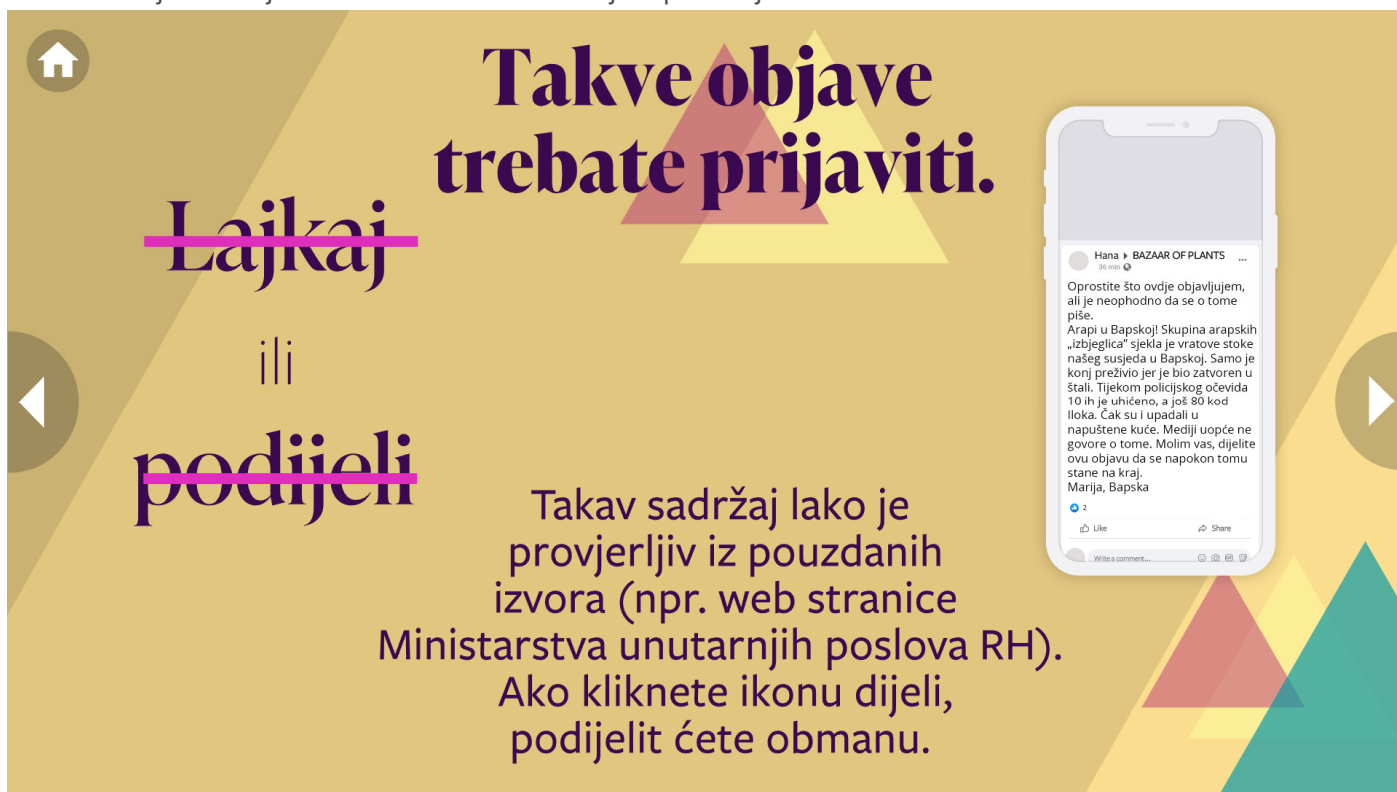 Takve objave
trebate prijaviti.
Lajkaj
ili
podijeli
Takav sadržaj lako je
provjerljiv iz pouzdanih
izvora (npr. web stranice
Ministarstva unutarnjih poslova RH).
Ako kliknete ikonu dijeli,
podijelit ćete obmanu.
Hana ▸ BAZAAR OF PLANTS ...
36 min
Oprostite što ovdje objavljujem,
ali je neophodno da se o tome
piše.
Arapi u Bapskoj! Skupina arapskih
„izbjeglica” sjekla je vratove stoke
našeg susjeda u Bapskoj. Samo je
konj preživio jer je bio zatvoren u
štali. Tijekom policijskog očevida
10 ih je uhićeno, a još 80 kod
Iloka. Čak su i upadali u
napuštene kuće. Mediji uopće ne
govore o tome. Molim vas, dijelite
ovu objavu da se napokon tomu
stane na kraj.
Marija, Bapska
2
Like
Share
Write a comment...